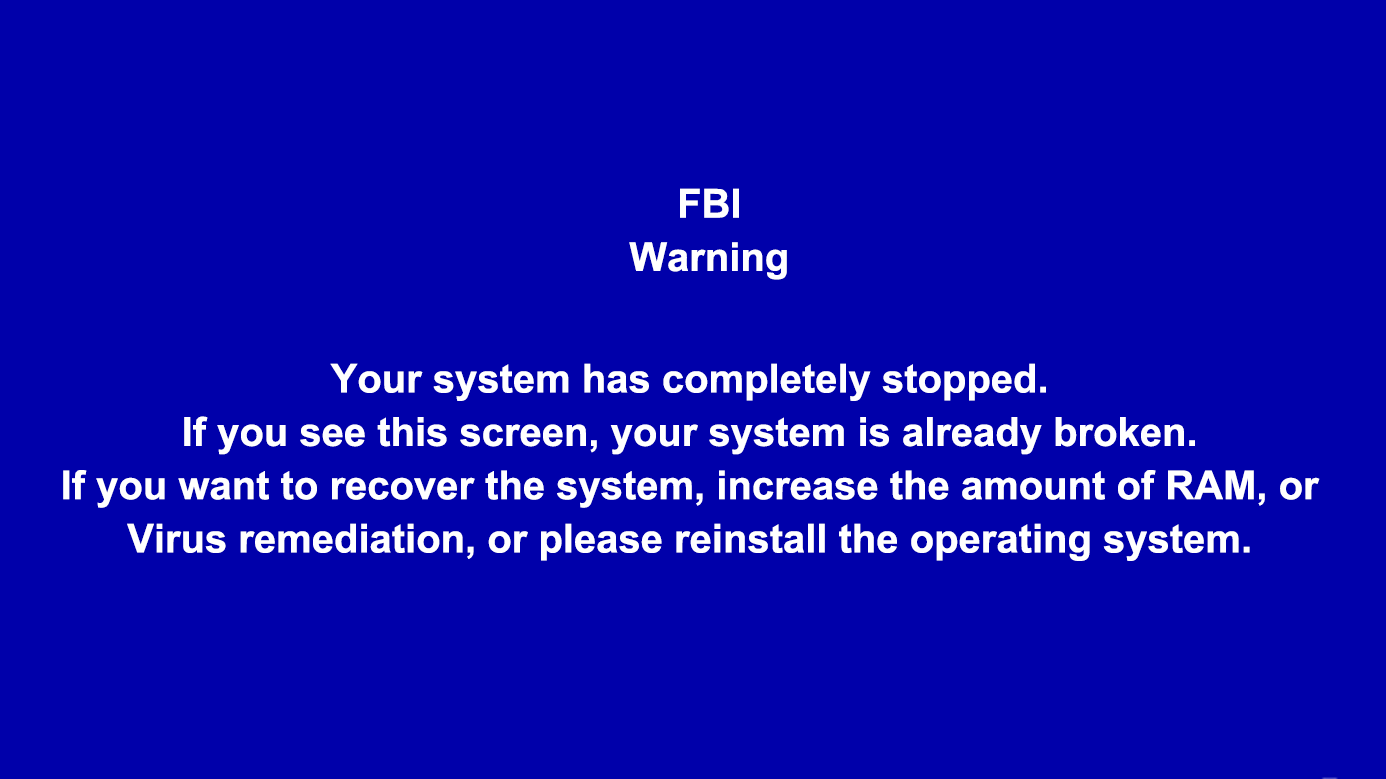 FBI
Warning
Your system has completely stopped.
If you see this screen, your system is already broken.
If you want to recover the system, increase the amount of RAM, or
Virus remediation, or please reinstall the operating system.